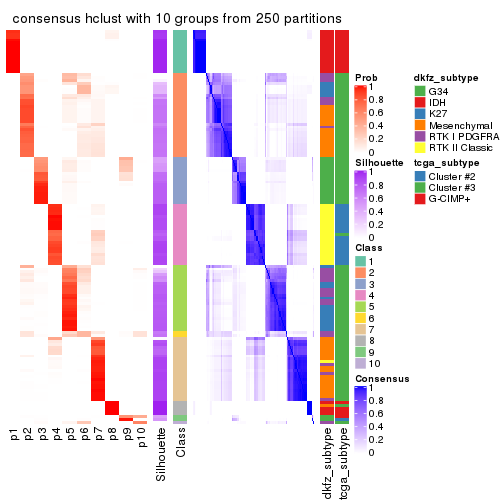 consensus hclust with 10 groups from 250 partitions
Prob
1
0.8
0.6
0.4
0.2
0
Silhouette
1
0.8
0.6
0.4
0.2
0
Class
1
2
3
4
5
6
7
8
9
10
Consensus
1
0.8
0.6
0.4
0.2
0
dkfz_subtype
G34
IDH
K27
Mesenchymal
RTK I PDGFRA
RTK II Classic
tcga_subtype
Cluster #2
Cluster #3
G-CIMP+
p1
p2
p3
p4
p5
p6
p7
p8
p9
p10
Silhouette
Class
dkfz_subtype
tcga_subtype